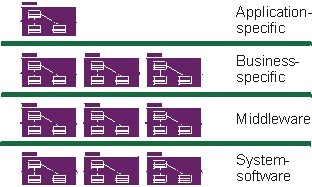 Application-
specific
Business-
specific
Middleware
System-
software